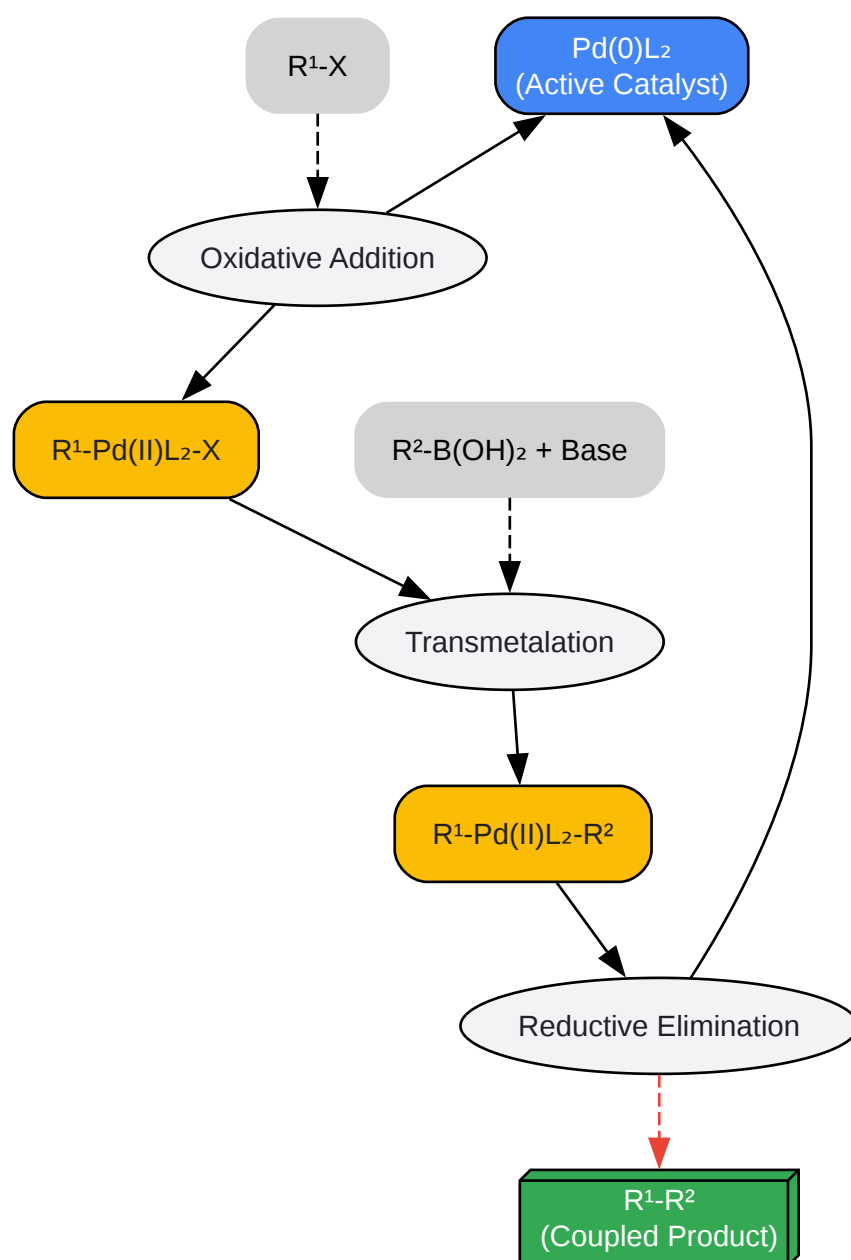 R¹-X
Pd(0)L₂
(Active Catalyst)
Oxidative Addition
R¹-Pd(II)L₂-X
R²-B(OH)₂ + Base
Transmetalation
R¹-Pd(II)L₂-R²
Reductive Elimination
R¹-R²
(Coupled Product)